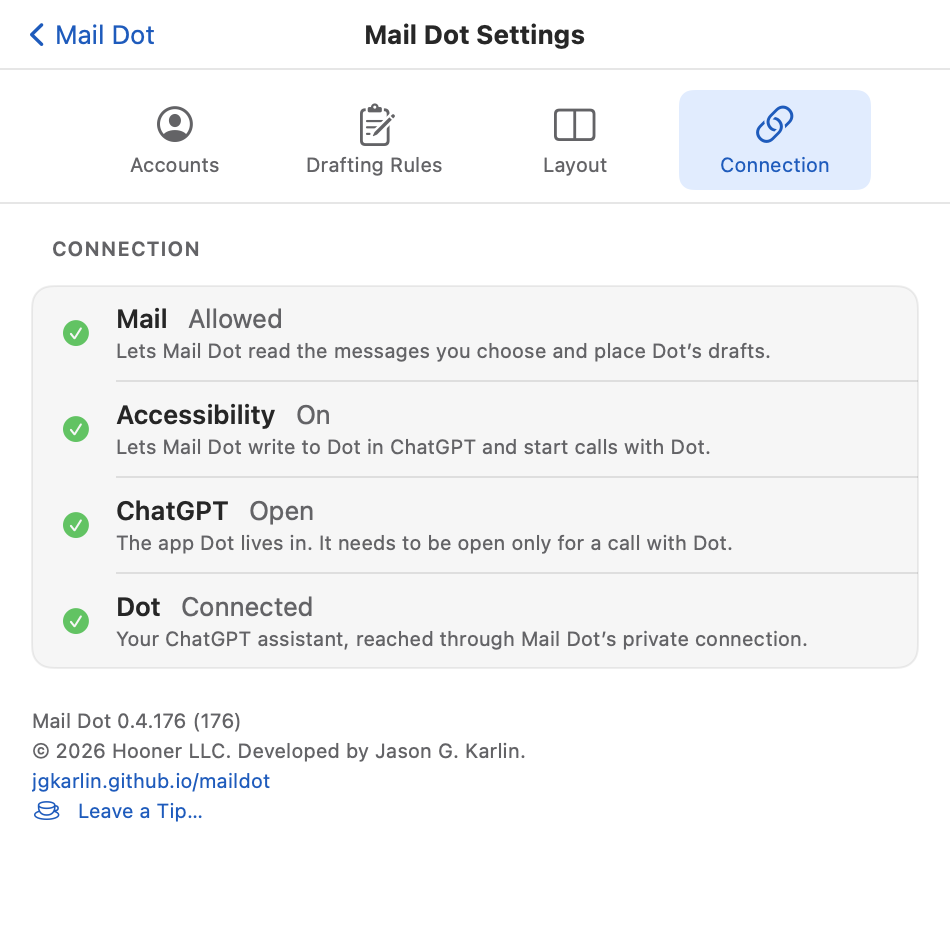 Mail Dot
Mail Dot Settings
Accounts
Drafting Rules
Layout
Connection
CONNECTION
Mail Allowed
Lets Mail Dot read the messages you choose and place Dot’s drafts.
Accessibility On
Lets Mail Dot write to Dot in ChatGPT and start calls with Dot.
ChatGPT Open
The app Dot lives in. It needs to be open only for a call with Dot.
Dot Connected
Your ChatGPT assistant, reached through Mail Dot’s private connection.
Mail Dot 0.4.176 (176)
© 2026 Hooner LLC. Developed by Jason G. Karlin.
jgkarlin.github.io/maildot
Leave a Tip…